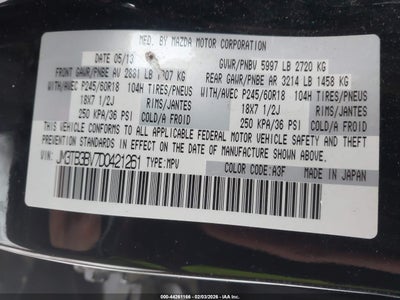 MFD. BY MAZDA MOTOR CORPORATION
DATE 05/13 GVWR/PNBV 5997 LB 2720 KG
FRONT GAWR/PNBE AV 2881 LB 1307 KG REAR GAWR/PNBE AR 3214 LB 1458 KG
WITH/AVEC P245/60R18 104H TIRES/PNEUS WITH/AVEC P245/60R18 104H TIRES/PNEUS
18X7 1/2J RIMS/JANTES 18X7 1/2J RIMS/JANTES
250 KPA/36 PSI COLD/FROID 250 KPA/36 PSI COLD/FROID
THIS VEHICLE CONFORMS TO ALL APPLICABLE FEDERAL MOTOR VEHICLE SAFETY, BUMPER,
AND THEFT PREVENTION STANDARDS IN EFFECT ON THE DATE OF MANUFACTURE SHOWN ABOVE.
VIN: JM3TB3BV7D0421261 TYPE: MPV
COLOR CODE: A3F MADE IN JAPAN
000-44261166 - 02/03/2026 - IAA, LLC